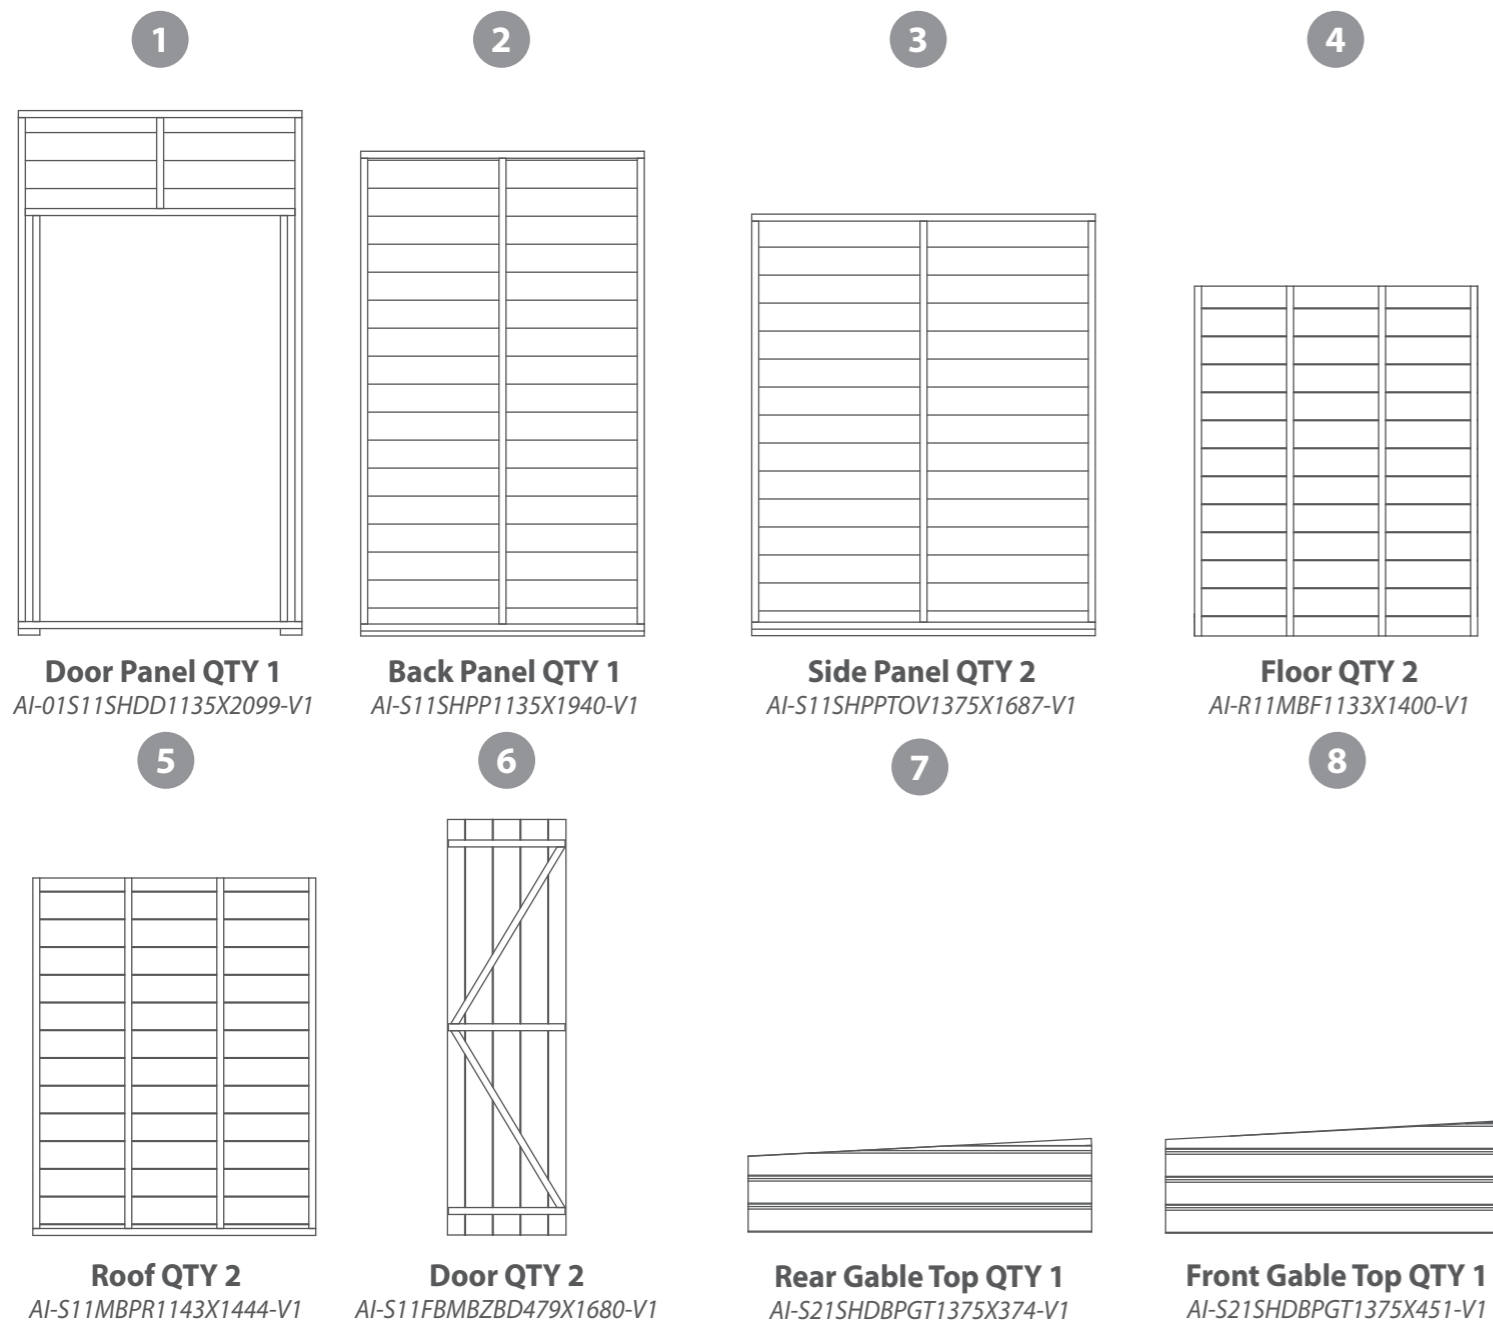 1
2
3
4
Door Panel QTY 1
AI-01S11SHDD1135X2099-V1
Back Panel QTY 1
AI-S11SHPP1135X1940-V1
Side Panel QTY 2
AI-S11SHPPTOV1375X1687-V1
Floor QTY 2
AI-R11MBF1133X1400-V1
5
6
7
8
Roof QTY 2
AI-S11MBPR1143X1444-V1
Door QTY 2
AI-S11FBMBZBD479X1680-V1
Rear Gable Top QTY 1
AI-S21SHDBPGT1375X374-V1
Front Gable Top QTY 1
AI-S21SHDBPGT1375X451-V1